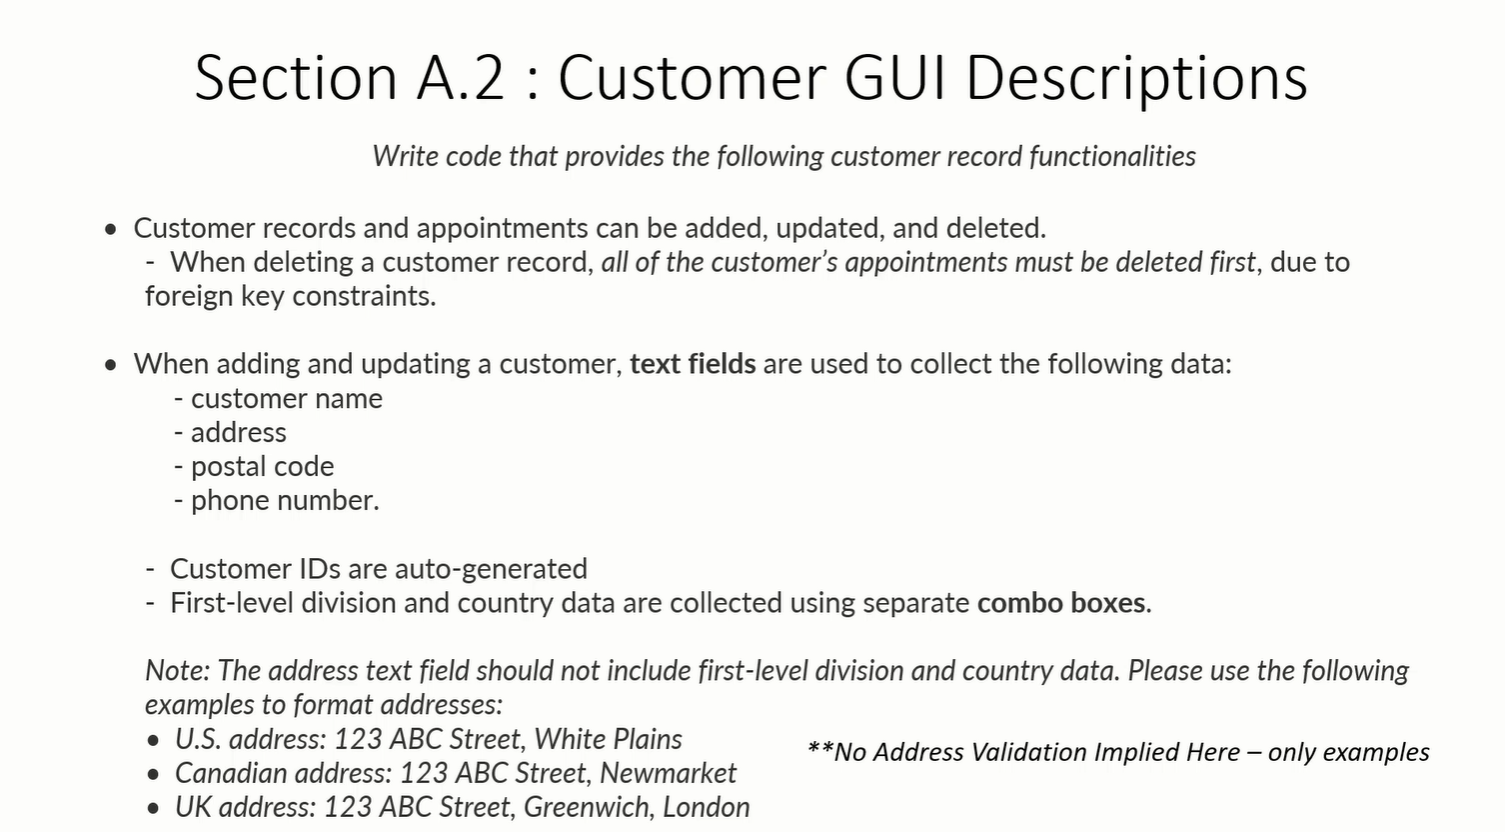 Section A.2 : Customer GUI Descriptions
Write code that provides the following customer record functionalities
• Customer records and appointments can be added, updated, and deleted.
- When deleting a customer record, all of the customer’s appointments must be deleted first, due to
foreign key constraints.
• When adding and updating a customer, text fields are used to collect the following data:
- customer name
- address
- postal code
- phone number.
- Customer IDs are auto-generated
- First-level division and country data are collected using separate combo boxes.
Note: The address text field should not include first-level division and country data. Please use the following
examples to format addresses:
• U.S. address: 123 ABC Street, White Plains
• Canadian address: 123 ABC Street, Newmarket
• UK address: 123 ABC Street, Greenwich, London
**No Address Validation Implied Here – only examples